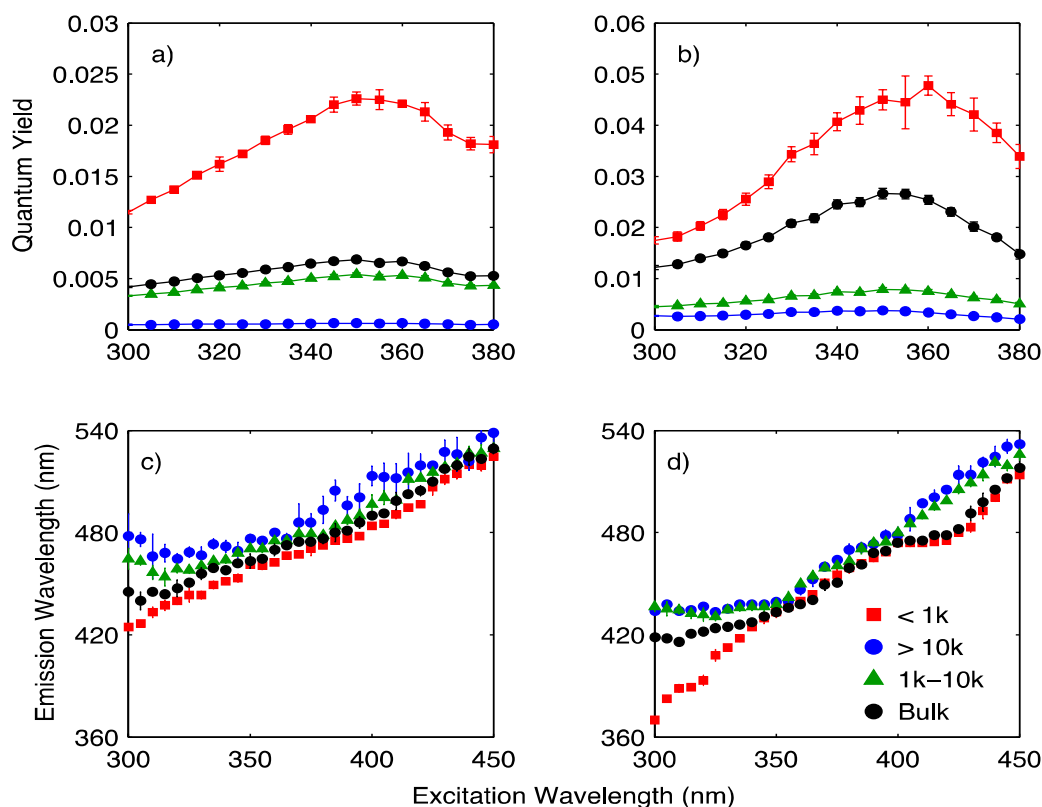 0.03
0.025
0.02
0.015
0.01
0.005
0
300 320 340 360 380
a)
Quantum Yield
0.06
0.05
0.04
0.03
0.02
0.01
0
300 320 340 360 380
b)
540
480
420
360
300 350 400 450
c)
Emission Wavelength (nm)
540
480
420
360
300 350 400 450
d)
< 1k
> 10k
1k–10k
Bulk
Excitation Wavelength (nm)